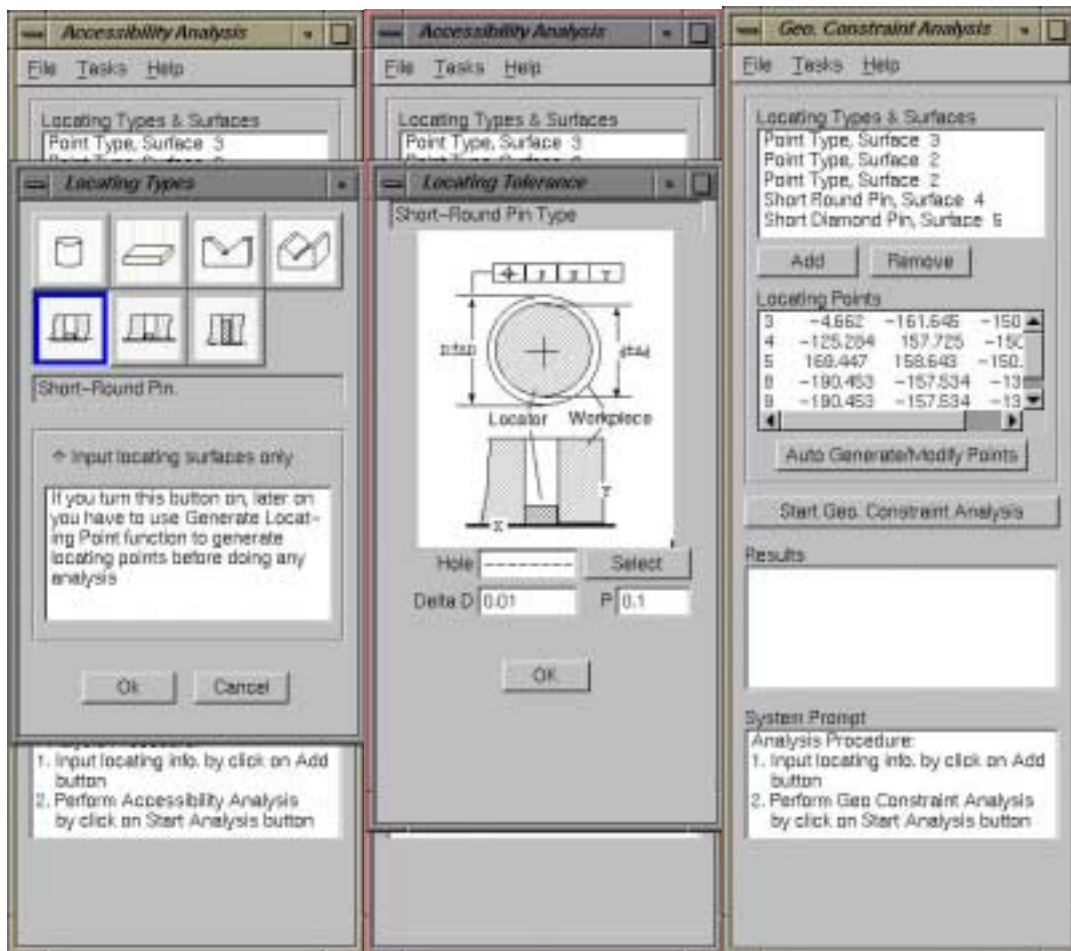 Accessibility Analysis
File Tasks Help
Locating Types & Surfaces
Point Type, Surface 3
Locating Types
Short-Round Pin.
Input locating surfaces only
If you turn this button on, later on
you have to use Generate Locat-
ing Point function to generate
locating points before doing any
analysis
Ok Cancel
1. Input locating info. by click on Add
button
2. Perform Accessibility Analysis
by click on Start Analysis button
Accessibility Analysis
File Tasks Help
Locating Types & Surfaces
Point Type, Surface 3
Locating Tolerance
Short-Round Pin Type
X Y
Locator Workpiece
Y
X
Hole ------- Select
Delta D 0.01 P 0.1
OK
Geo. Constraint Analysis
File Tasks Help
Locating Types & Surfaces
Point Type, Surface 3
Point Type, Surface 2
Point Type, Surface 2
Short Round Pin, Surface 4
Short Diamond Pin, Surface 5
Add Remove
Locating Points
3 -4.662 -161.645 -150
4 -125.284 157.725 -150
5 169.447 158.643 -150.
8 -190.453 -157.534 -13
9 -190.453 -157.534 -13
Auto Generate/Modify Points
Start Geo. Constraint Analysis
Results
System Prompt
Analysis Procedure:
1. Input locating info. by click on Add
button
2. Perform Geo Constraint Analysis
by click on Start Analysis button